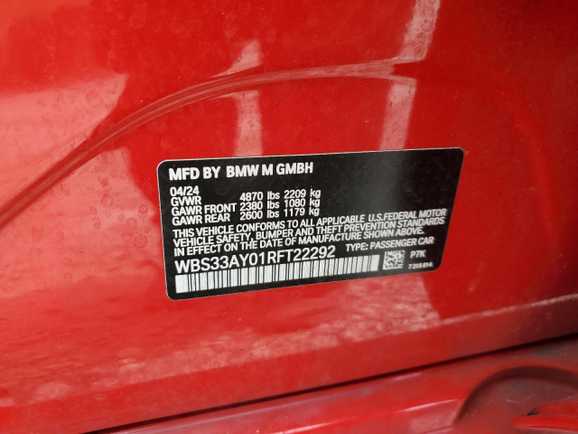 MFD BY BMW M GMBH
04/24
GVWR 4870 lbs 2209 kg
GAWR FRONT 2380 lbs 1080 kg
GAWR REAR 2600 lbs 1179 kg
THIS VEHICLE CONFORMS TO ALL APPLICABLE U.S.FEDERAL MOTOR
VEHICLE SAFETY, BUMPER AND THEFT PREVENTION STANDARDS
IN EFFECT ON THE DATE OF MANUFACTURE SHOWN ABOVE.
WBS33AY01RFT22292 TYPE: PASSENGER CAR
PTK